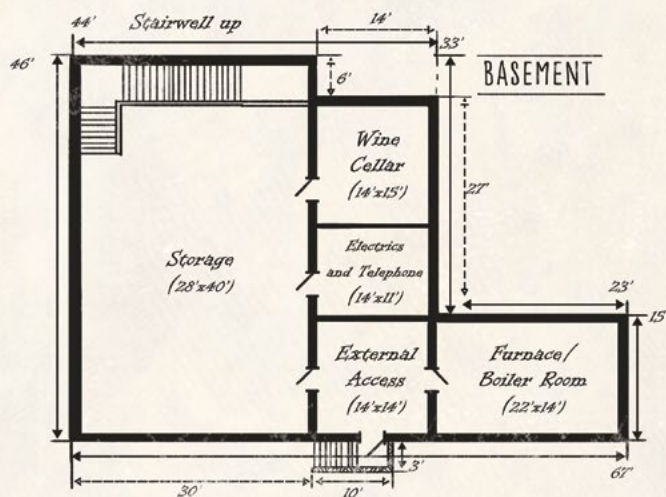 44'
Stairwell up
14'
33'
46'
6'
BASEMENT
Wine
Cellar
(14'x15')
27'
Storage
(28'x40')
Electrics
and Telephone
(14'x11')
23'
15'
External
Access
(14'x14')
Furnace/
Boiler Room
(22'x14')
3'
67'
30'
10'